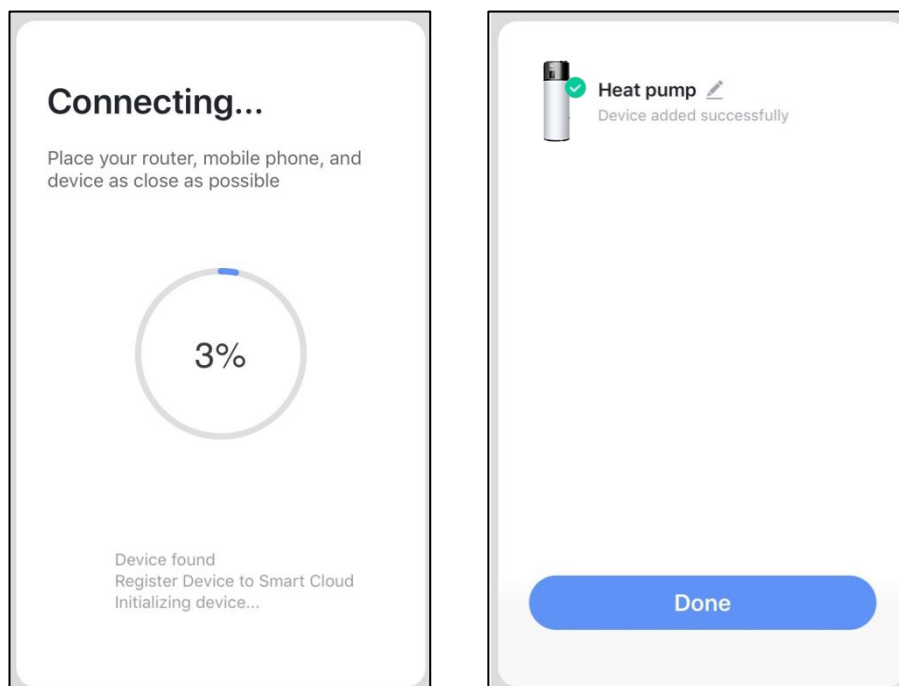 Connecting...
Place your router, mobile phone, and
device as close as possible
3%
Device found
Register Device to Smart Cloud
Initializing device...
Heat pump
Device added successfully
Done